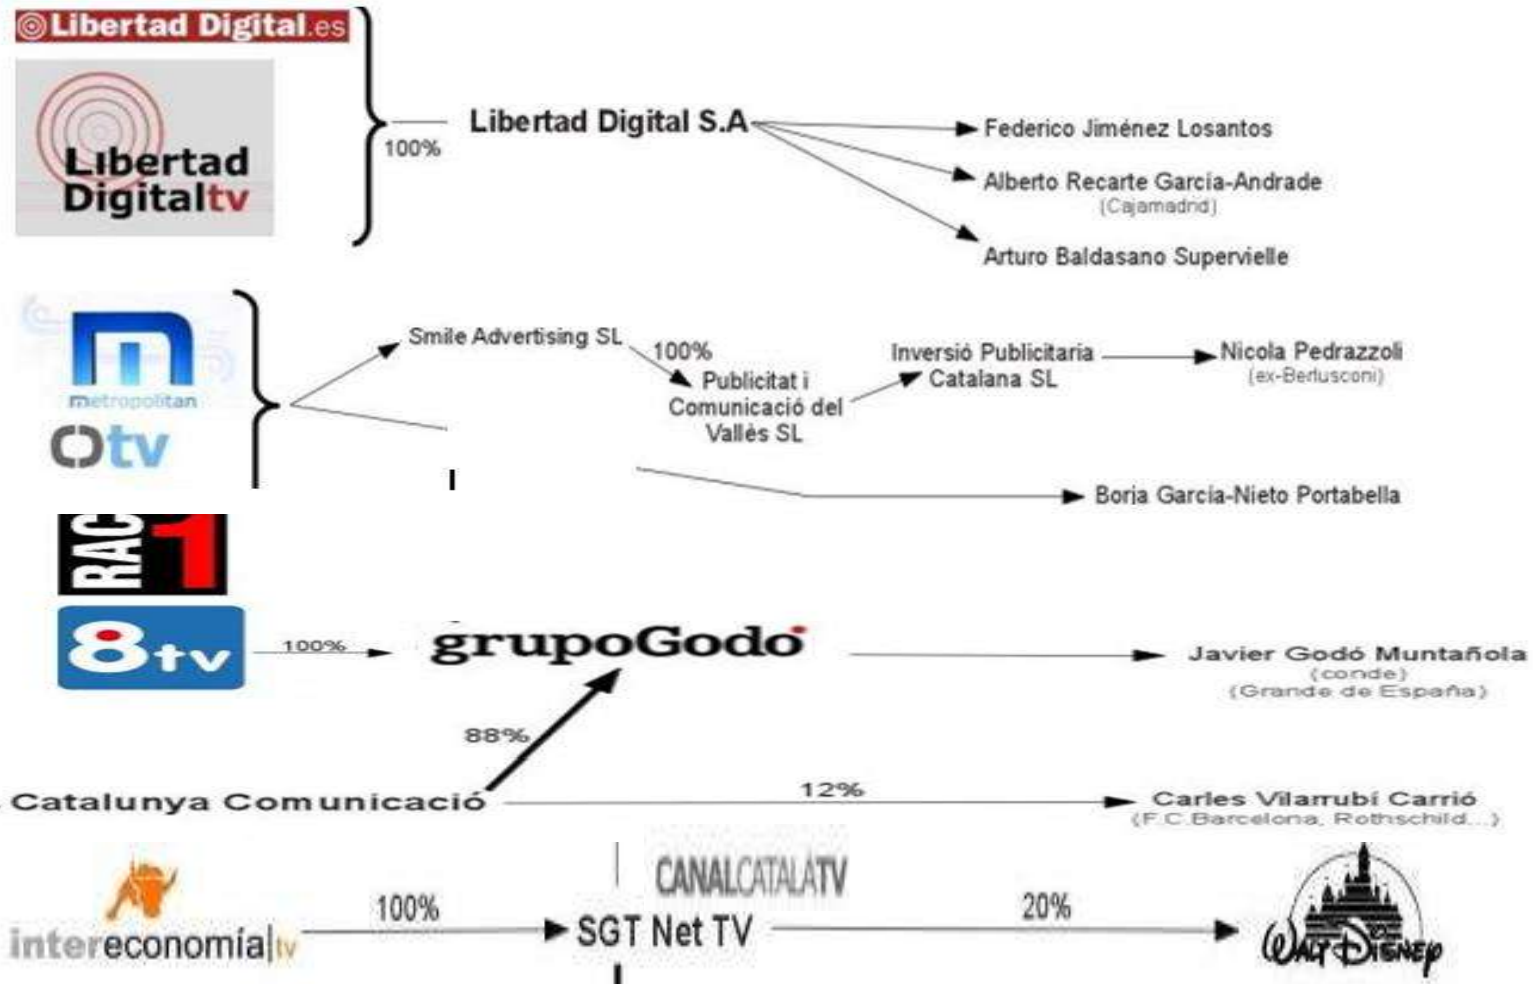 Libertad Digital.es
Libertad
Digitaltv
100%
Libertad Digital S.A
Federico Jiménez Losantos
Alberto Recarte García-Andrade
(Cajamadrid)
Arturo Baldasano Supervielle
metropolitan
Otv
Smile Advertising SL
100%
Publicitat i
Comunicació del
Vallès SL
Inversió Publicitaria
Catalana SL
Nicola Pedrazzoli
(ex-Berlusconi)
Borja García-Nieto Portabella
RAC
1
8tv
100%
grupoGodó
Javier Godó Muntañola
(conde)
(Grande de España)
88%
Catalunya Comunicació
12%
Carles Vilarrubí Carrió
(F.C.Barcelona, Rothschild...)
intereconomía|tv
100%
CANALCATALÀTV
SGT Net TV
20%
WALT DISNEY